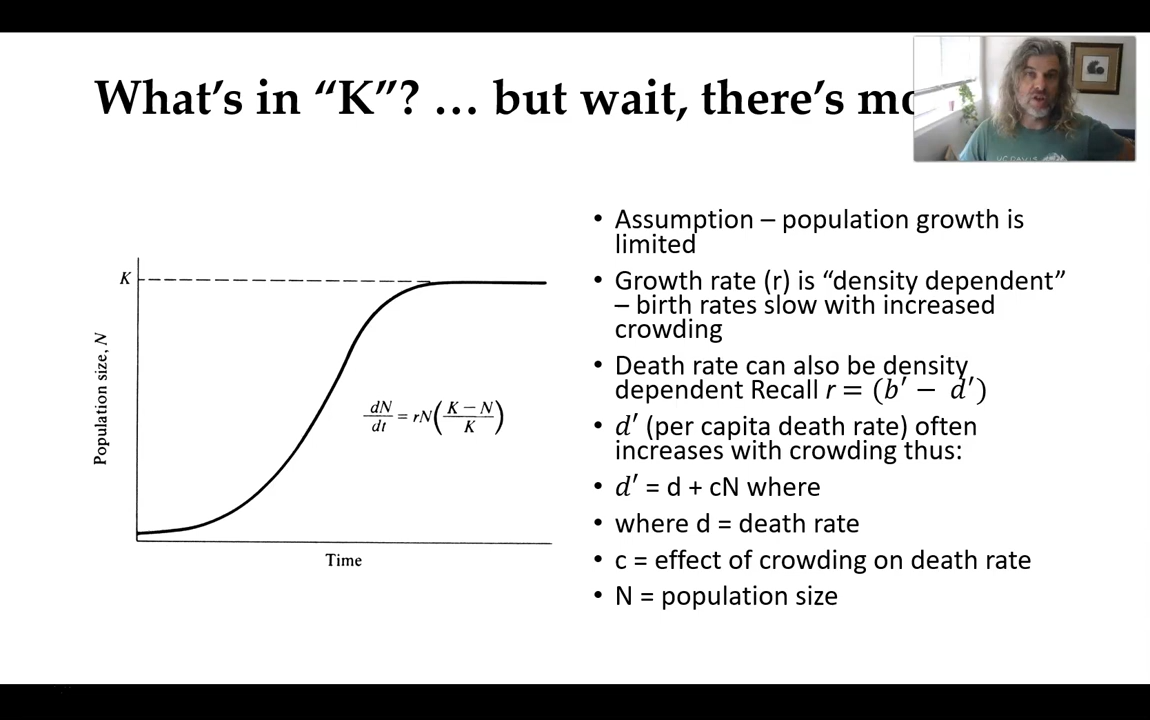 What's in “K”? … but wait, there's mo
• Assumption – population growth is
limited
• Growth rate (r) is “density dependent”
– birth rates slow with increased
crowding
• Death rate can also be density
dependent Recall r = (b′ − d′)
• d′ (per capita death rate) often
increases with crowding thus:
• d′ = d + cN where
• where d = death rate
• c = effect of crowding on death rate
• N = population size
K
Population size, N
dN/dt = rN((K − N)/K)
Time
UC DAVIS